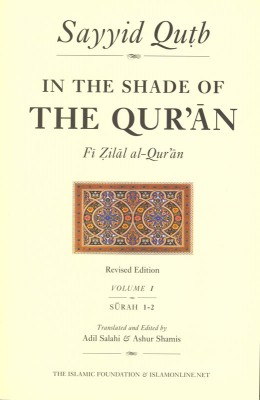 Sayyid Quṭb
IN THE SHADE OF
THE QUR'ĀN
Fī Ẓilāl al-Qur'ān
Revised Edition
VOLUME I
SŪRAH 1-2
Translated and Edited by
Adil Salahi & Ashur Shamis
THE ISLAMIC FOUNDATION & ISLAMONLINE.NET